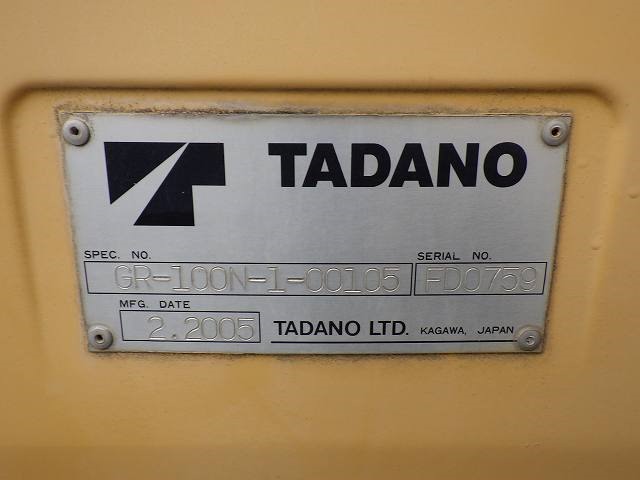 TADANO
SPEC. NO. SERIAL NO.
GR-100N-1-00105 FD0759
MFG. DATE
2.2005 TADANO LTD. KAGAWA, JAPAN